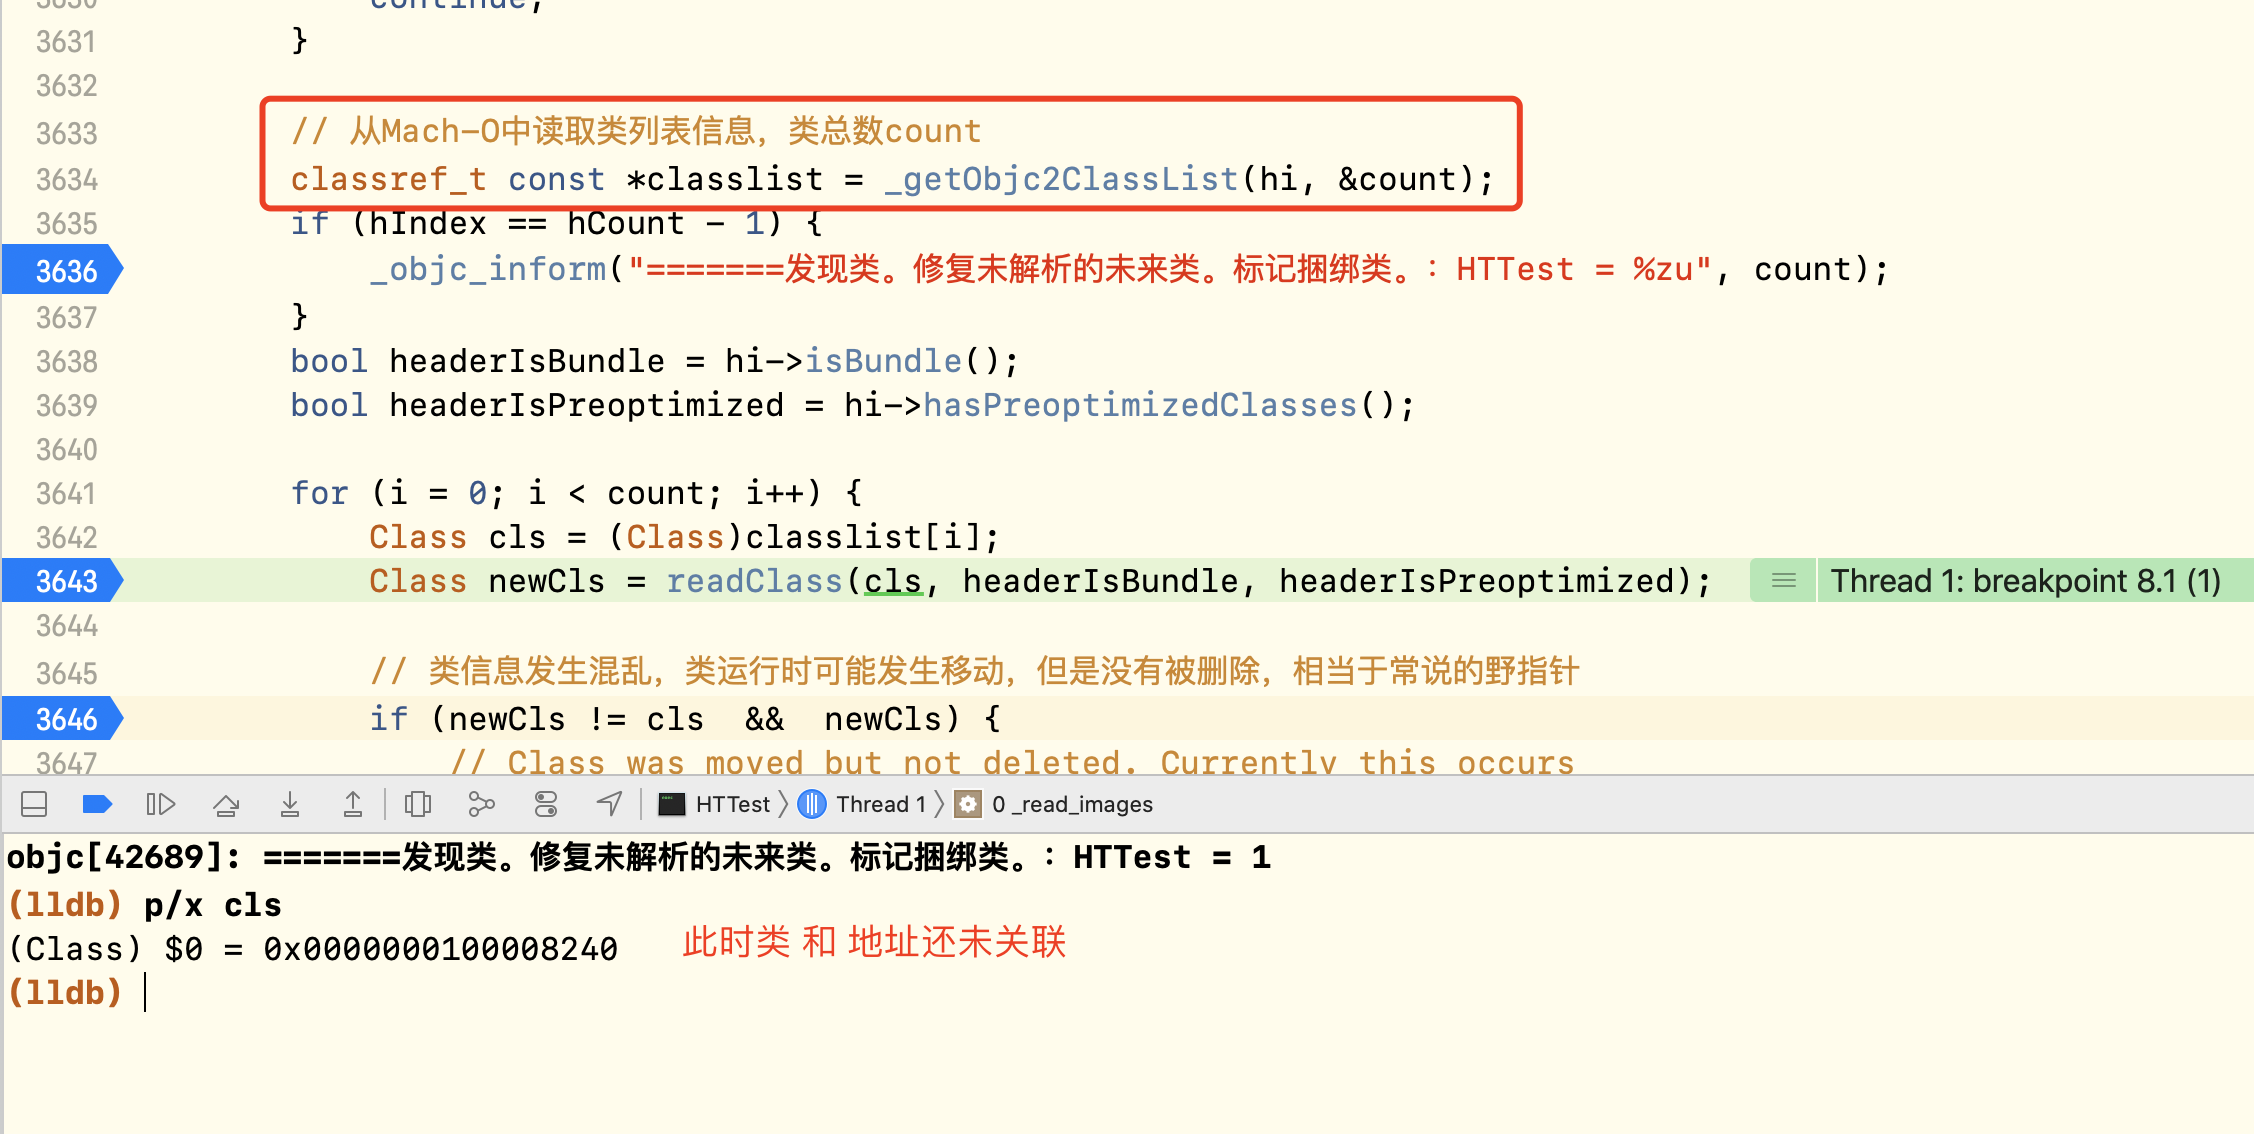 3630 continue;
3631 }
3632
3633 // 从Mach-O中读取类列表信息，类总数count
3634 classref_t const *classlist = _getObjc2ClassList(hi, &count);
3635 if (hIndex == hCount - 1) {
3636 _objc_inform("=======发现类。修复未解析的未来类。标记捆绑类。：HTTest = %zu", count);
3637 }
3638 bool headerIsBundle = hi->isBundle();
3639 bool headerIsPreoptimized = hi->hasPreoptimizedClasses();
3640
3641 for (i = 0; i < count; i++) {
3642 Class cls = (Class)classlist[i];
3643 Class newCls = readClass(cls, headerIsBundle, headerIsPreoptimized); Thread 1: breakpoint 8.1 (1)
3644
3645 // 类信息发生混乱，类运行时可能发生移动，但是没有被删除，相当于常说的野指针
3646 if (newCls != cls && newCls) {
3647 // Class was moved but not deleted. Currently this occurs
HTTest 〉 Thread 1 〉 0 _read_images
objc[42689]: =======发现类。修复未解析的未来类。标记捆绑类。：HTTest = 1
(lldb) p/x cls
(Class) $0 = 0x0000000100008240 此时类 和 地址还未关联
(lldb)